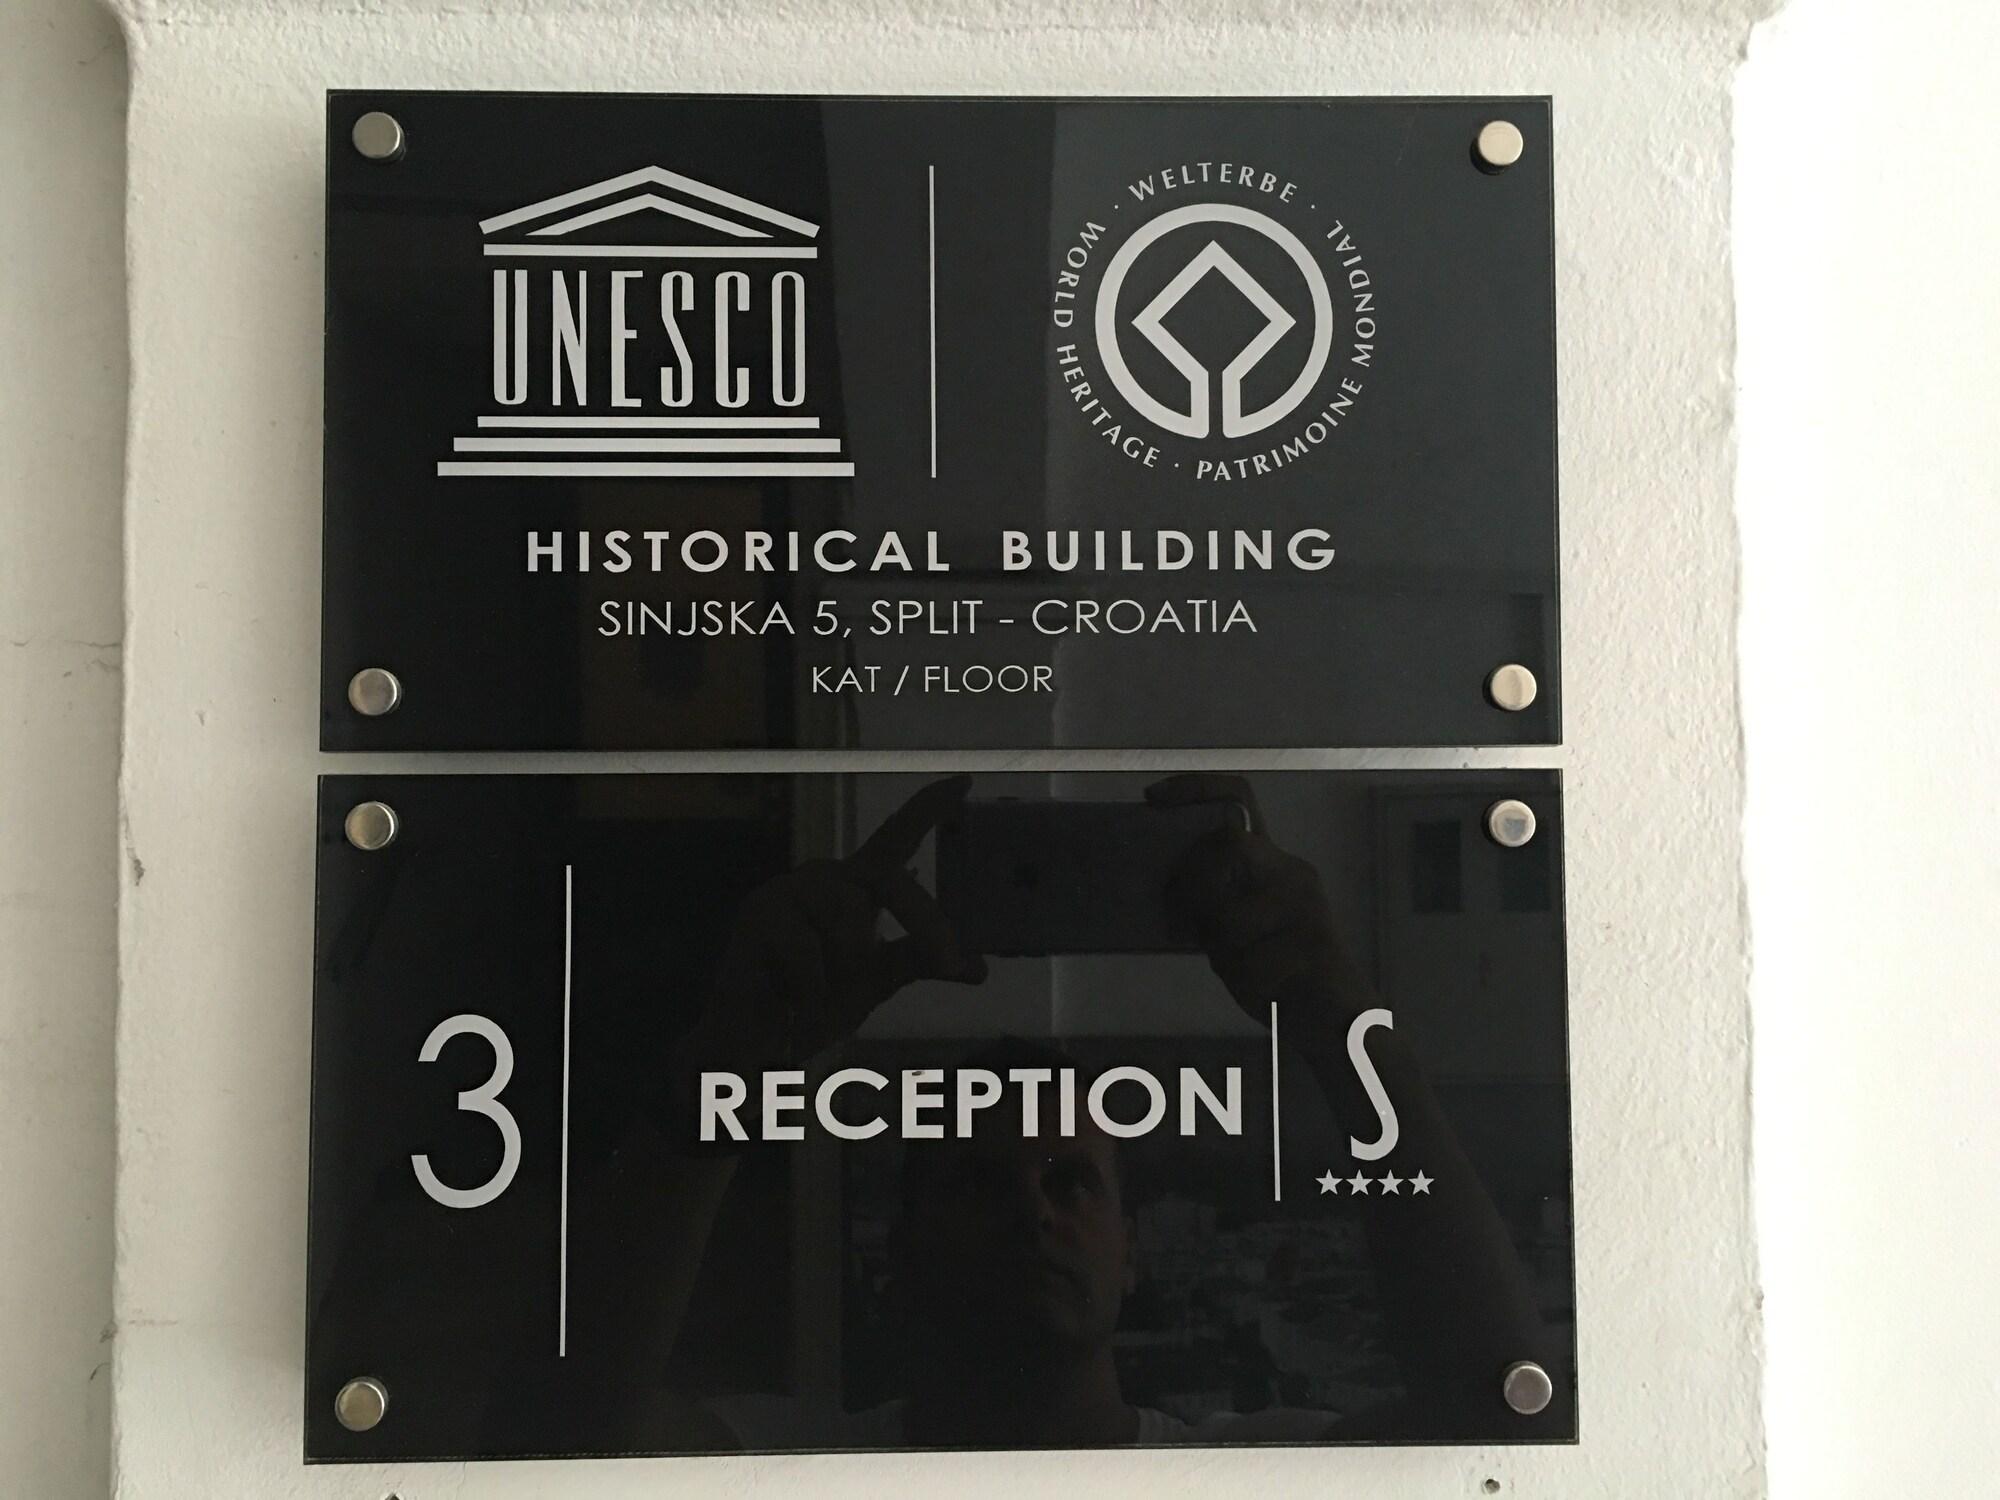 UNESCO
WORLD HERITAGE · WELTERBE · PATRIMOINE MONDIAL ·
HISTORICAL BUILDING
SINJSKA 5, SPLIT - CROATIA
KAT / FLOOR
3
RECEPTION
S
★★★★